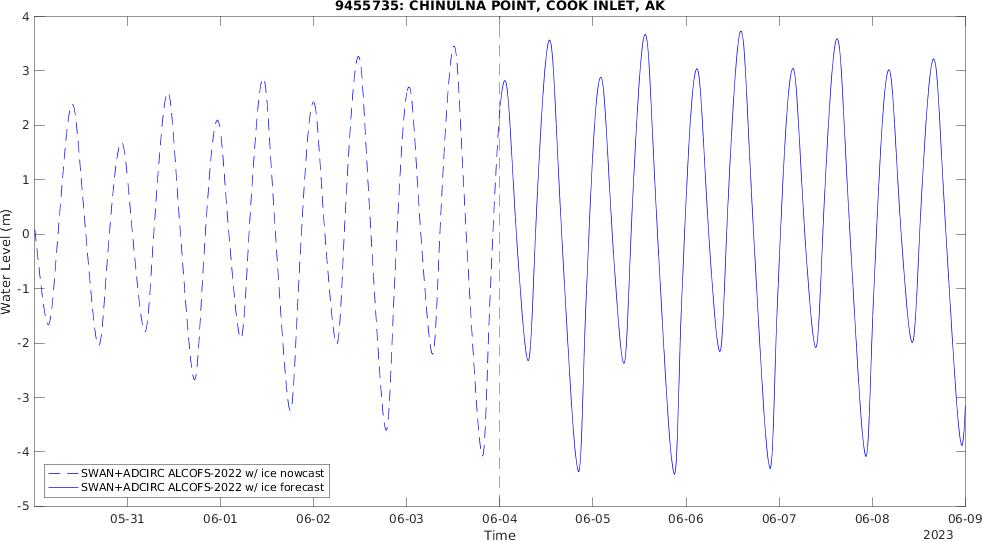 9455735: CHINULNA POINT, COOK INLET, AK
4
3
2
1
0
-1
-2
-3
-4
-5
Water Level (m)
SWAN+ADCIRC ALCOFS-2022 w/ ice nowcast
SWAN+ADCIRC ALCOFS-2022 w/ ice forecast
05-31 06-01 06-02 06-03 06-04 06-05 06-06 06-07 06-08 06-09
Time
2023